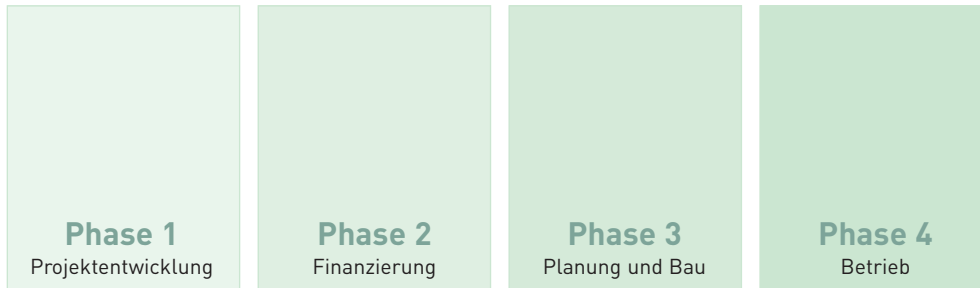 Phase 1
Projektentwicklung
Phase 2
Finanzierung
Phase 3
Planung und Bau
Phase 4
Betrieb